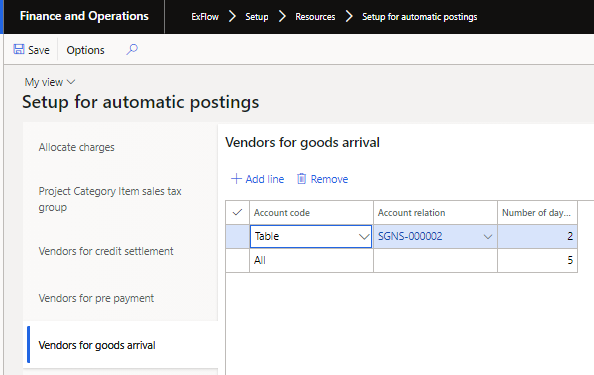 Finance and Operations ExFlow Setup Resources Setup for automatic postings
Save Options
My view
Setup for automatic postings
Allocate charges
Project Category Item sales tax
group
Vendors for credit settlement
Vendors for pre payment
Vendors for goods arrival
Vendors for goods arrival
Add line Remove
Account code Account relation Number of day...
Table SGNS-000002 2
All 5